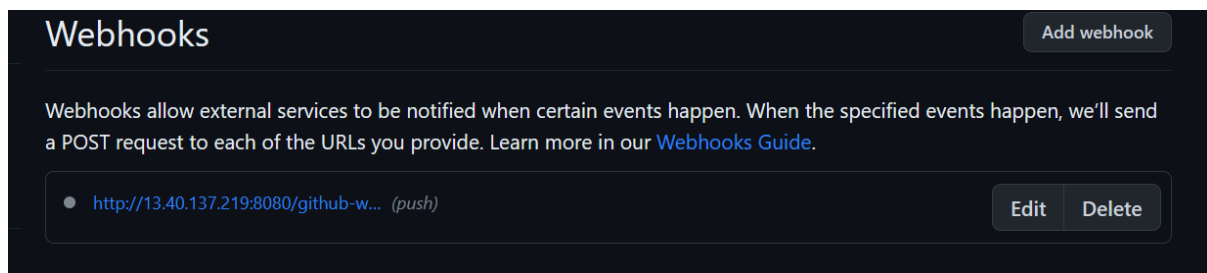 Webhooks
Add webhook
Webhooks allow external services to be notified when certain events happen. When the specified events happen, we’ll send
a POST request to each of the URLs you provide. Learn more in our Webhooks Guide.
http://13.40.137.219:8080/github-w... (push)
Edit Delete